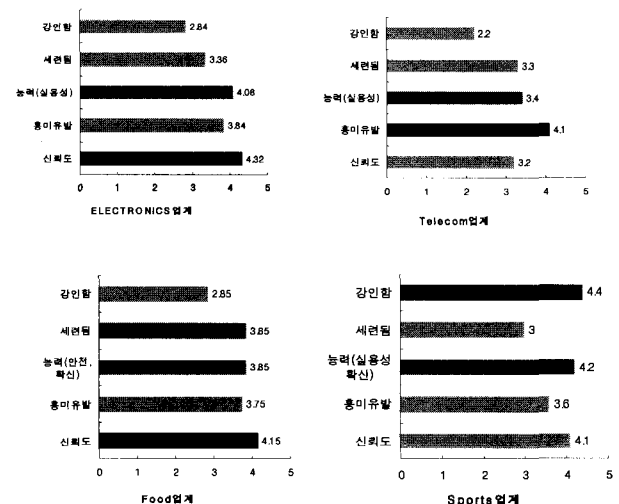 강인함
2.84
세련됨
3.36
능력(실용성)
4.08
흥미유발
3.84
신뢰도
4.32
0 1 2 3 4 5
ELECTRONICS업계
강인함
2.2
세련됨
3.3
능력(실용성)
3.4
흥미유발
4.1
신뢰도
3.2
0 1 2 3 4 5
Telecom업계
강인함
2.85
세련됨
3.85
능력(안전,
확신)
3.85
흥미유발
3.75
신뢰도
4.15
0 1 2 3 4 5
Food업계
강인함
4.4
세련됨
3
능력(실용성
확신)
4.2
흥미유발
3.6
신뢰도
4.1
0 1 2 3 4 5
Sports업계